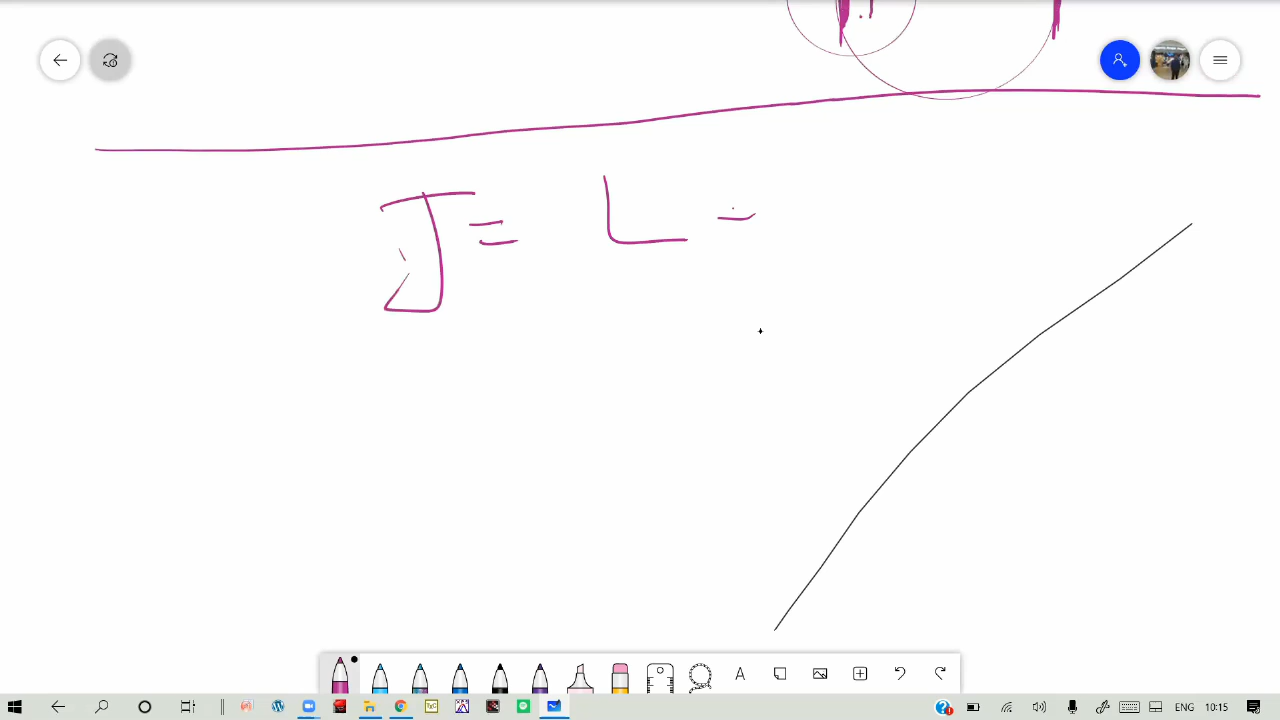 J = L =
A
ENG 10:15